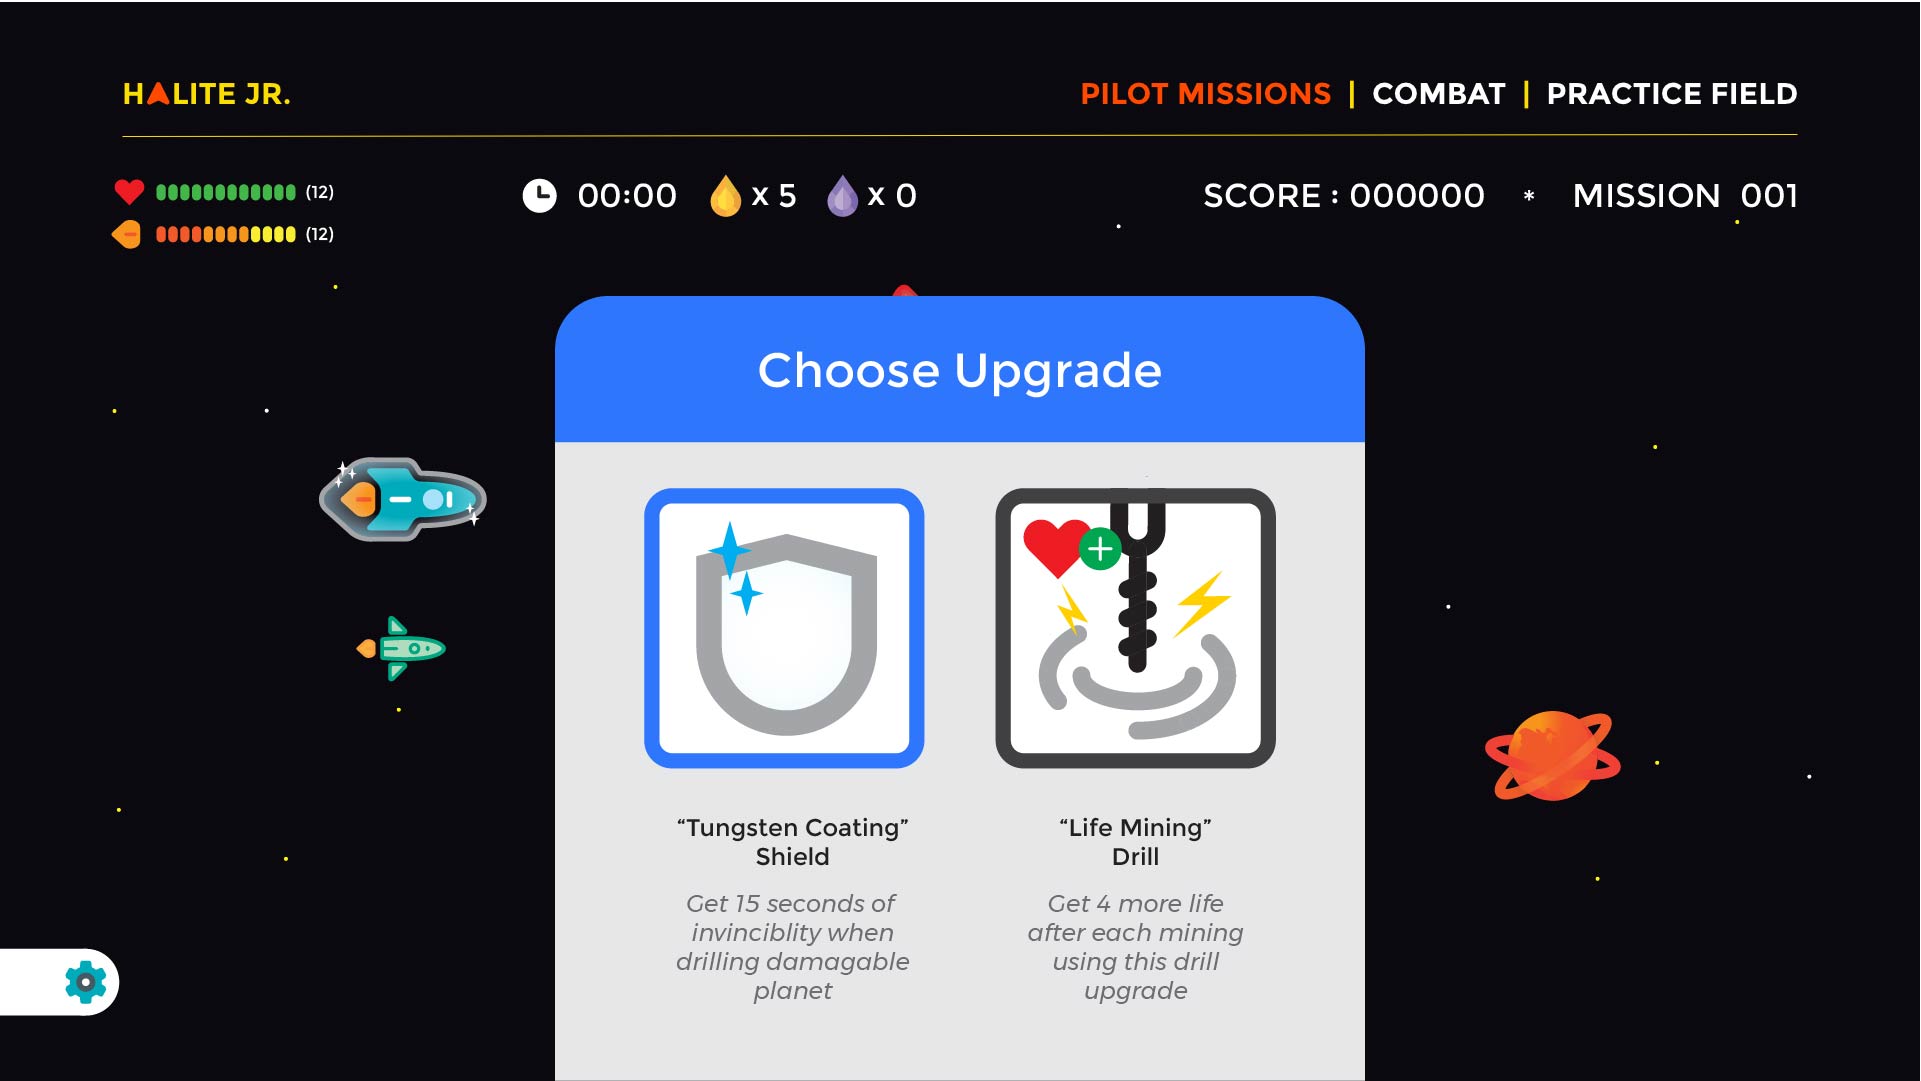 HALITE JR.
PILOT MISSIONS | COMBAT | PRACTICE FIELD
(12)
(12)
00:00 x 5 x 0
SCORE : 000000 * MISSION 001
Choose Upgrade
“Tungsten Coating”
Shield
Get 15 seconds of
invinciblity when
drilling damagable
planet
“Life Mining”
Drill
Get 4 more life
after each mining
using this drill
upgrade